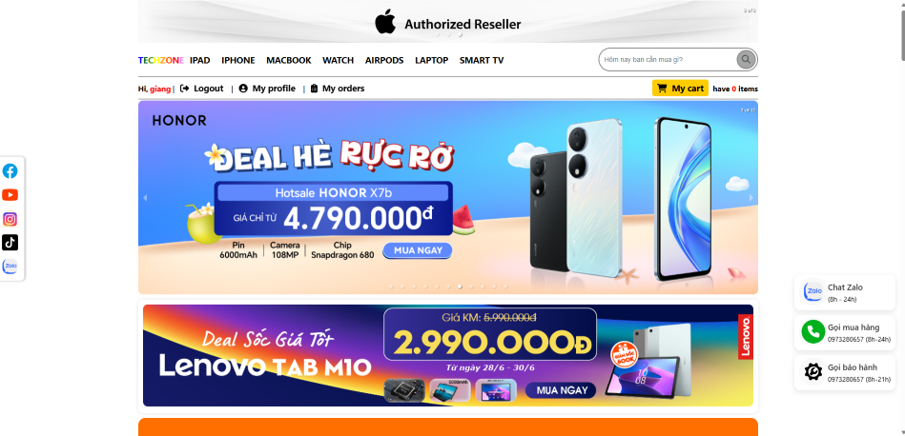 Authorized Reseller
TECHZONE IPAD IPHONE MACBOOK WATCH AIRPODS LAPTOP SMART TV
Hôm nay bạn cần mua gì?
Hi, giang | Logout | My profile | My orders
My cart have 0 items
HONOR
DEAL HÈ RỰC RỠ
Hotsale HONOR X7b
GIÁ CHỈ TỪ 4.790.000đ
Pin 6000mAh
Camera 108MP
Chip Snapdragon 680
MUA NGAY
Zalo
Deal Sốc Giá Tốt
Lenovo TAB M10
Giá KM: 5.990.000đ
2.990.000Đ
Từ ngày 28/6 - 30/6
MUA NGAY
Lenovo
Zalo
Chat Zalo
(8h - 24h)
Gọi mua hàng
0973280657 (8h-24h)
Gọi bảo hành
0973280657 (8h-21h)